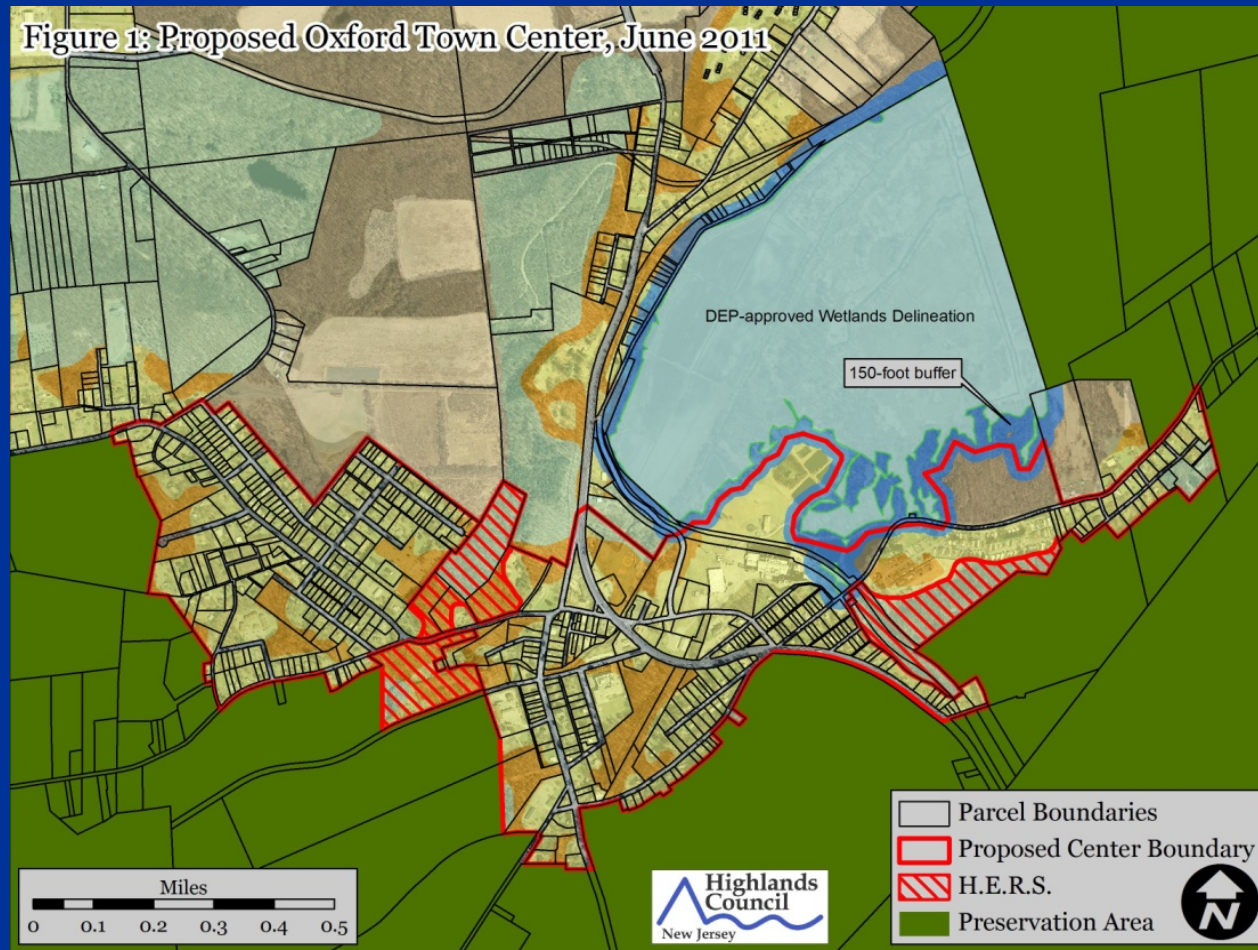 Figure 1: Proposed Oxford Town Center, June 2011
DEP-approved Wetlands Delineation
150-foot buffer
Miles
0 0.1 0.2 0.3 0.4 0.5
Highlands
Council
New Jersey
Parcel Boundaries
Proposed Center Boundary
H.E.R.S.
Preservation Area
N